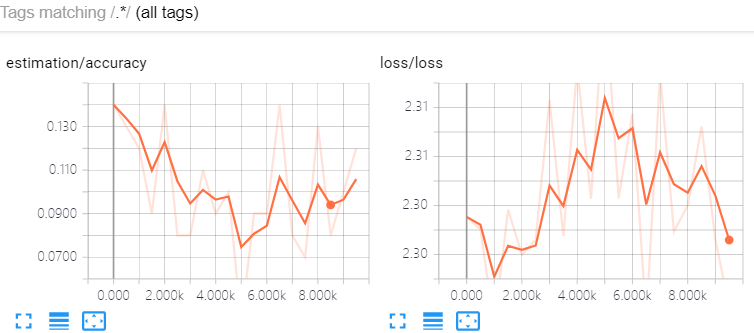 Tags matching /.*/ (all tags)
estimation/accuracy
0.130
0.110
0.0900
0.0700
0.000 2.000k 4.000k 6.000k 8.000k
loss/loss
2.31
2.31
2.30
2.30
0.000 2.000k 4.000k 6.000k 8.000k